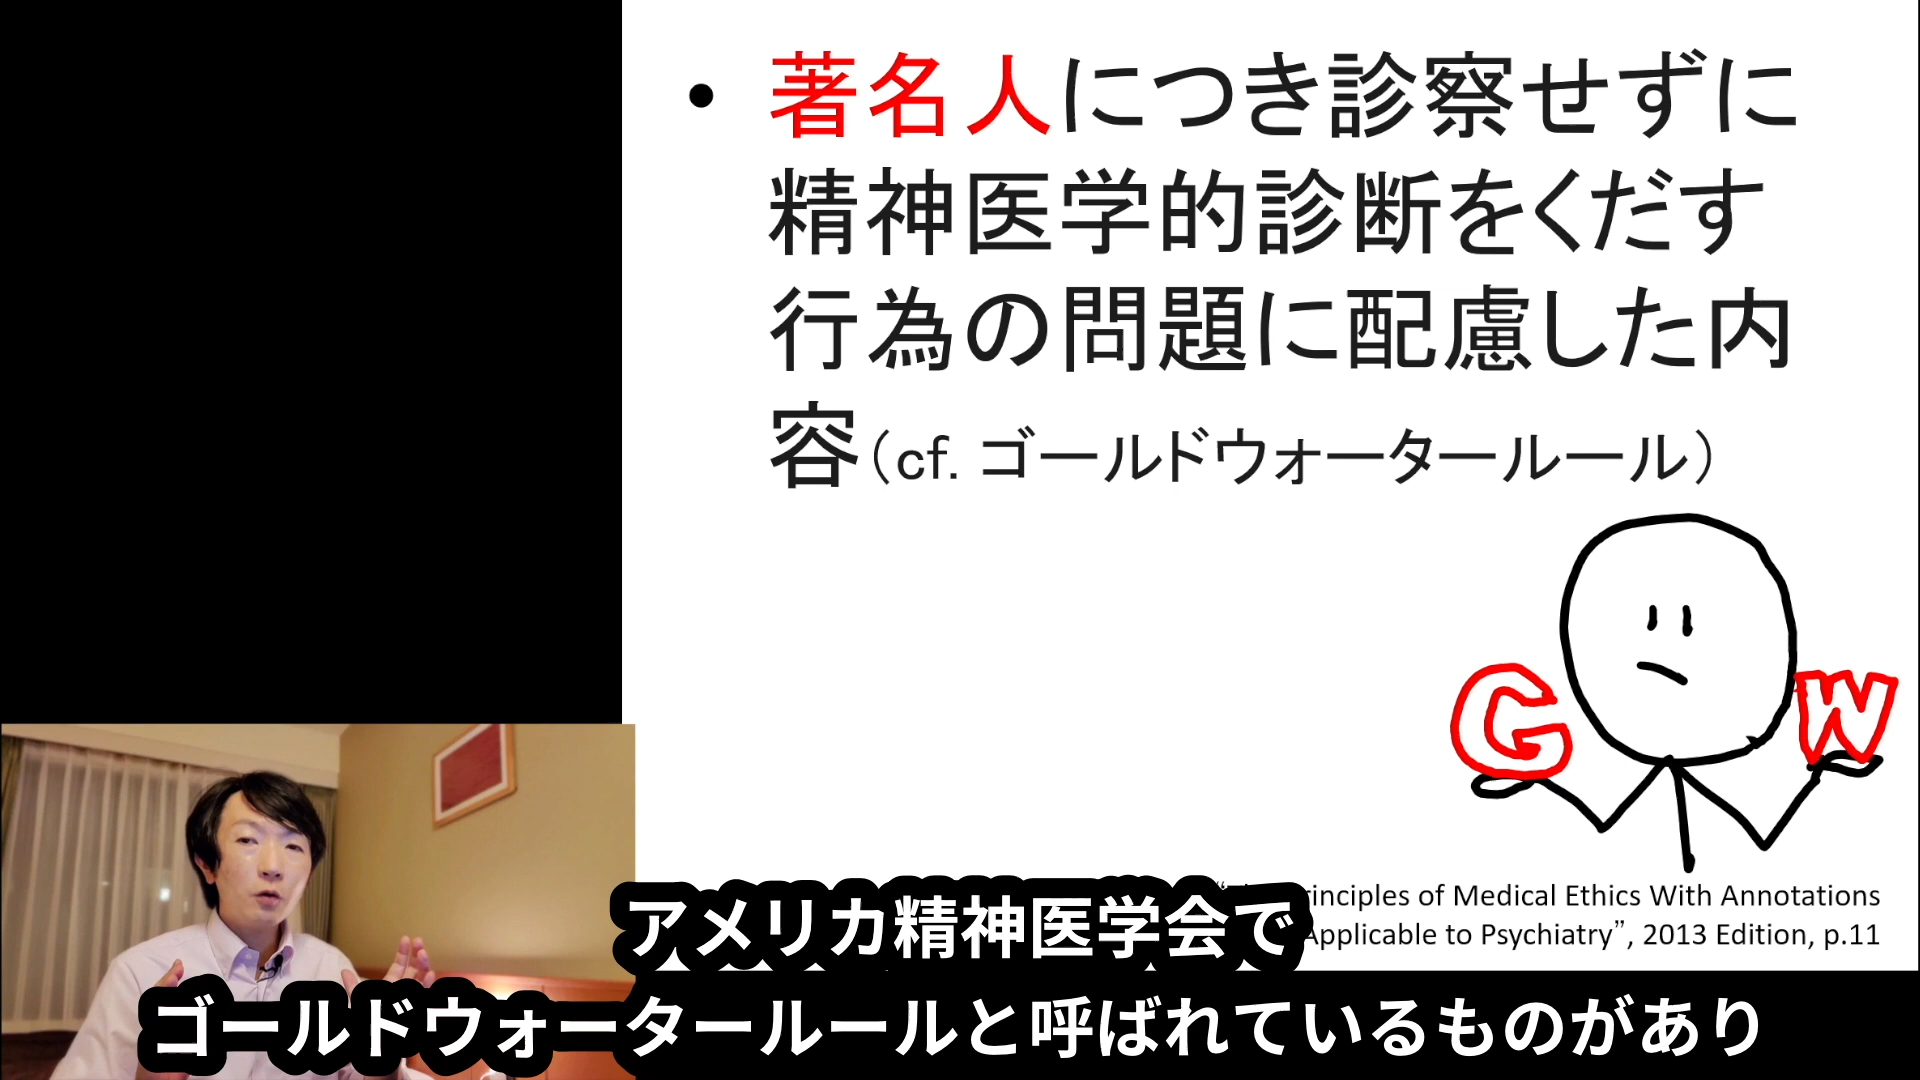 • 著名人につき診察せずに
精神医学的診断をくだす
行為の問題に配慮した内
容（cf. ゴールドウォータールール）
G W
inciples of Medical Ethics With Annotations
Applicable to Psychiatry”, 2013 Edition, p.11
アメリカ精神医学会で
ゴールドウォータールールと呼ばれているものがあり